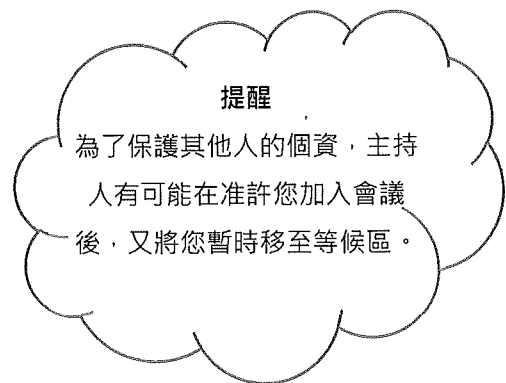 提醒
為了保護其他人的個資，主持
人有可能在准許您加入會議
後，又將您暫時移至等候區。